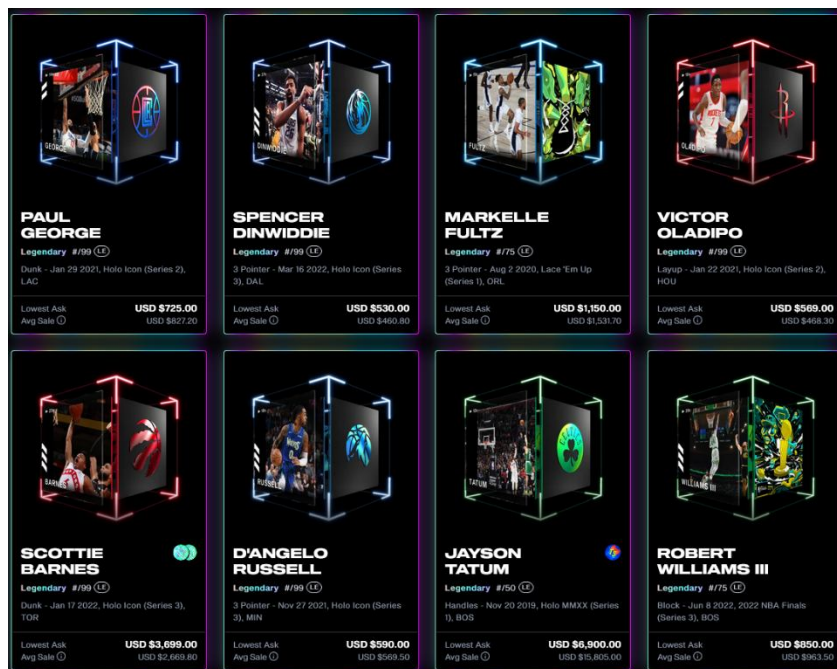 GEORGE
PAUL
GEORGE
Legendary #/99 LE
Dunk - Jan 29 2021, Holo Icon (Series 2),
LAC
Lowest Ask USD $725.00
Avg Sale USD $827.20
DINWIDDIE
SPENCER
DINWIDDIE
Legendary #/99 LE
3 Pointer - Mar 16 2022, Holo Icon (Series
3), DAL
Lowest Ask USD $530.00
Avg Sale USD $460.80
FULTZ
MARKELLE
FULTZ
Legendary #/75 LE
3 Pointer - Aug 2 2020, Lace 'Em Up
(Series 1), ORL
Lowest Ask USD $1,150.00
Avg Sale USD $1,531.70
OLADIPO
VICTOR
OLADIPO
Legendary #/99 LE
Layup - Jan 22 2021, Holo Icon (Series 2),
HOU
Lowest Ask USD $569.00
Avg Sale USD $468.30
BARNES
SCOTTIE
BARNES
Legendary #/99 LE
Dunk - Jan 17 2022, Holo Icon (Series 3),
TOR
Lowest Ask USD $3,699.00
Avg Sale USD $2,669.80
RUSSELL
D'ANGELO
RUSSELL
Legendary #/99 LE
3 Pointer - Nov 27 2021, Holo Icon (Series
3), MIN
Lowest Ask USD $590.00
Avg Sale USD $569.50
TATUM
JAYSON
TATUM
Legendary #/50 LE
Handles - Nov 20 2019, Holo MMXX (Series
1), BOS
Lowest Ask USD $6,900.00
Avg Sale USD $15,805.00
WILLIAMS III
ROBERT
WILLIAMS III
Legendary #/75 LE
Block - Jun 8 2022, 2022 NBA Finals
(Series 3), BOS
Lowest Ask USD $850.00
Avg Sale USD $963.50